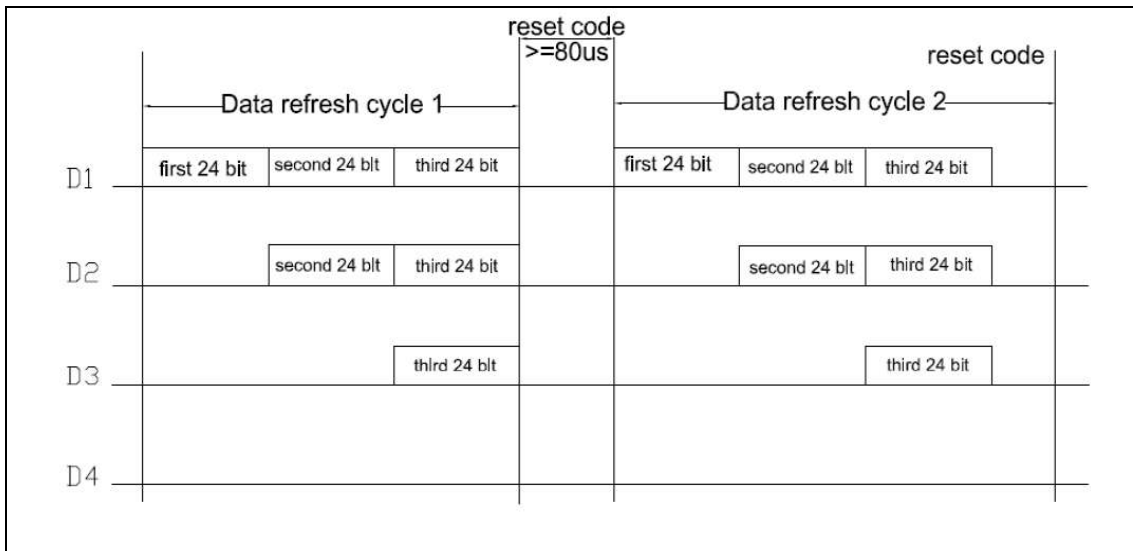 reset code
>=80us
reset code
Data refresh cycle 1
Data refresh cycle 2
D1 first 24 bit second 24 blt third 24 bit first 24 bit second 24 blt third 24 bit
D2 second 24 blt third 24 bit second 24 blt third 24 bit
D3 thlrd 24 blt third 24 bit
D4